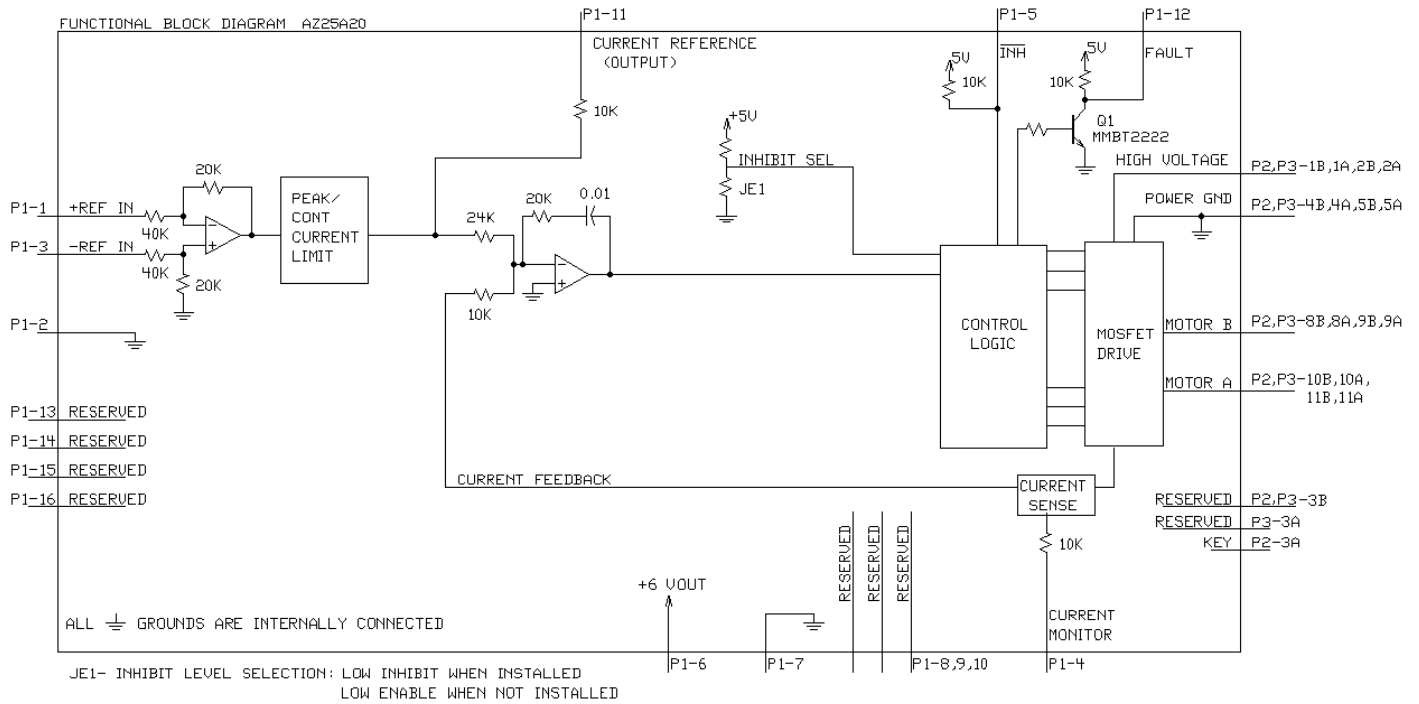 FUNCTIONAL BLOCK DIAGRAM AZ25A20
P1-11
P1-5
P1-12
CURRENT REFERENCE
(OUTPUT)
INH
FAULT
5V
5V
10K
10K
10K
+5V
Q1
MMBT2222
INHIBIT SEL
JE1
HIGH VOLTAGE
P2,P3-1B,1A,2B,2A
POWER GND
P2,P3-4B,4A,5B,5A
20K
P1-1
+REF IN
40K
P1-3
-REF IN
40K
20K
PEAK/
CONT
CURRENT
LIMIT
24K
20K
0.01
10K
P1-2
CONTROL
LOGIC
MOSFET
DRIVE
MOTOR B
P2,P3-8B,8A,9B,9A
MOTOR A
P2,P3-10B,10A,
11B,11A
P1-13 RESERVED
P1-14 RESERVED
P1-15 RESERVED
P1-16 RESERVED
CURRENT FEEDBACK
CURRENT
SENSE
10K
RESERVED P2,P3-3B
RESERVED P3-3A
KEY P2-3A
RESERVED
RESERVED
RESERVED
+6 VOUT
CURRENT
MONITOR
ALL GROUNDS ARE INTERNALLY CONNECTED
P1-6
P1-7
P1-8,9,10
P1-4
JE1- INHIBIT LEVEL SELECTION: LOW INHIBIT WHEN INSTALLED
LOW ENABLE WHEN NOT INSTALLED